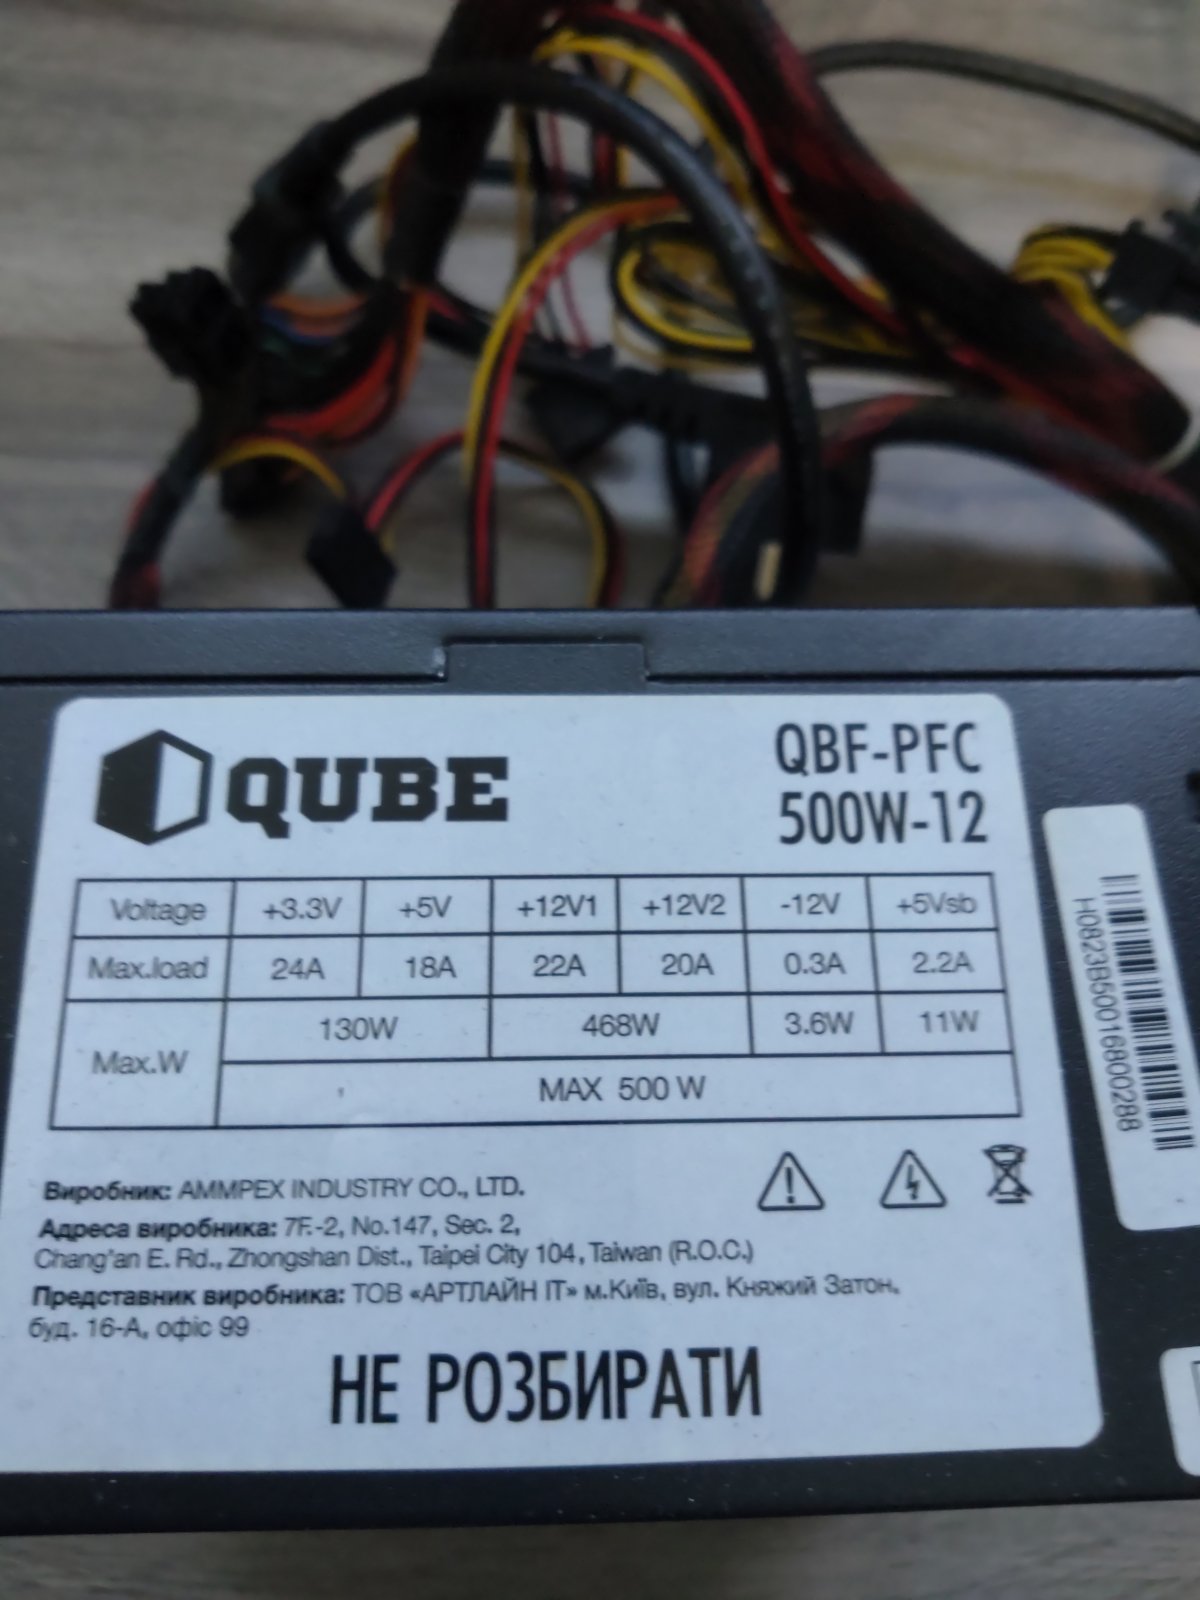 QUBE
QBF-PFC
500W-12
Voltage +3.3V +5V +12V1 +12V2 -12V +5Vsb
Max.load 24A 18A 22A 20A 0.3A 2.2A
Max.W 130W 468W 3.6W 11W
MAX 500 W
Виробник: AMMPEX INDUSTRY CO., LTD.
Адреса виробника: 7F.-2, No.147, Sec. 2,
Chang'an E. Rd., Zhongshan Dist., Taipei City 104, Taiwan (R.O.C.)
Представник виробника: ТОВ «АРТЛАЙН ІТ» м.Київ, вул. Княжий Затон,
буд. 16-А, офіс 99
НЕ РОЗБИРАТИ
H0823B50016800288